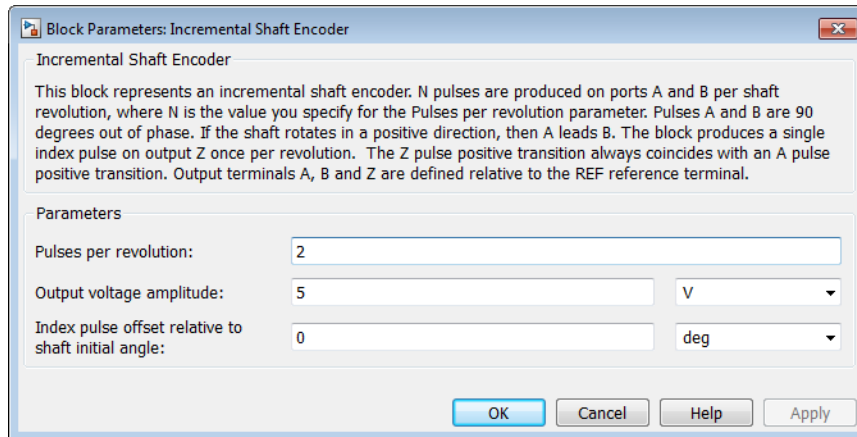 Block Parameters: Incremental Shaft Encoder
Incremental Shaft Encoder
This block represents an incremental shaft encoder. N pulses are produced on ports A and B per shaft
revolution, where N is the value you specify for the Pulses per revolution parameter. Pulses A and B are 90
degrees out of phase. If the shaft rotates in a positive direction, then A leads B. The block produces a single
index pulse on output Z once per revolution.  The Z pulse positive transition always coincides with an A pulse
positive transition. Output terminals A, B and Z are defined relative to the REF reference terminal.
Parameters
Pulses per revolution: 2
Output voltage amplitude: 5 V
Index pulse offset relative to
shaft initial angle: 0 deg
OK Cancel Help Apply